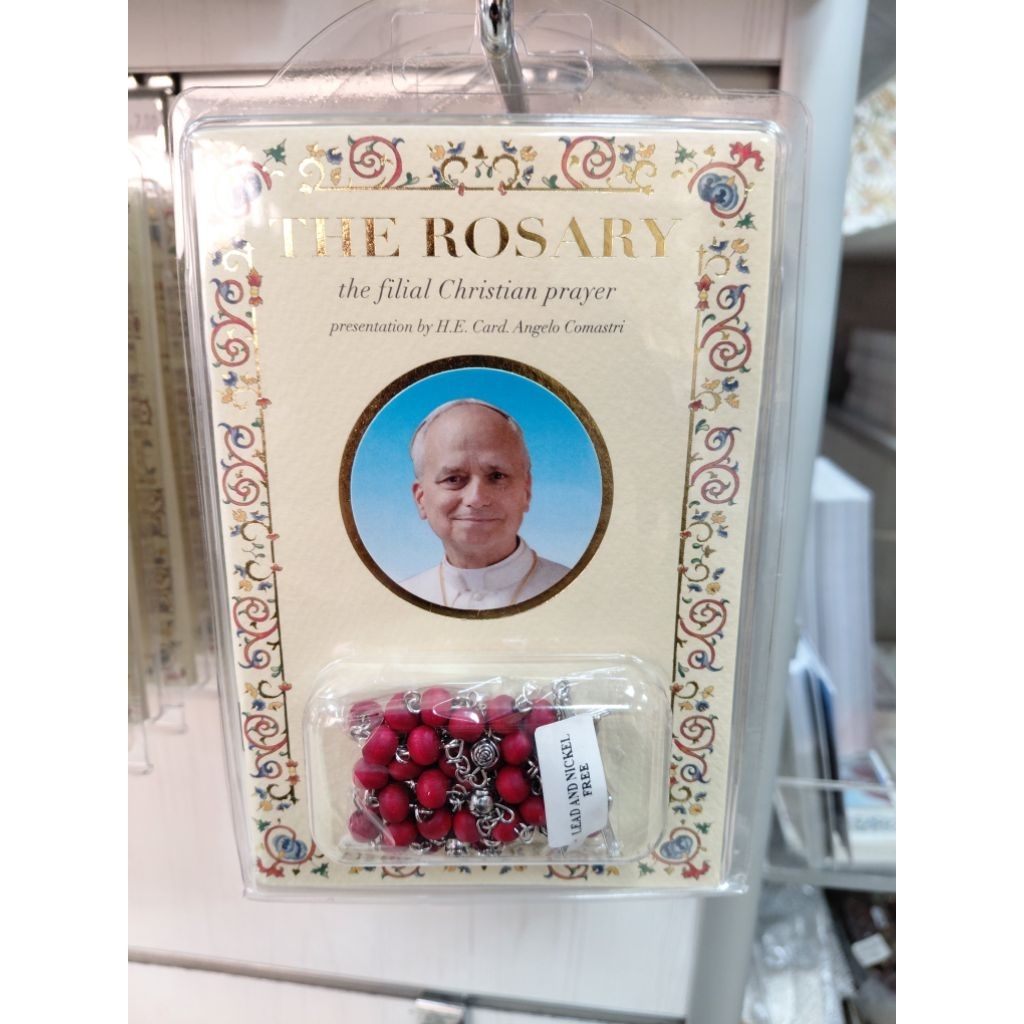 THE ROSARY
the filial Christian prayer
presentation by H.E. Card. Angelo Comastri
LEAD AND NICKEL
FREE